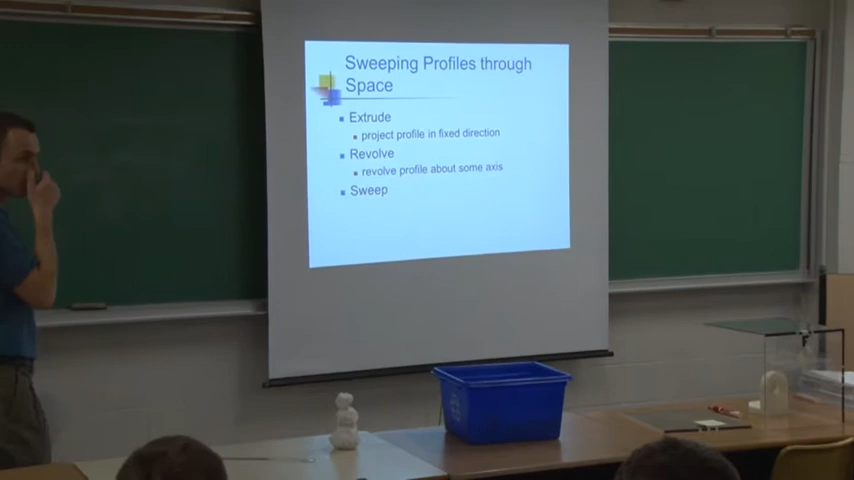 Sweeping Profiles through
Space
Extrude
project profile in fixed direction
Revolve
revolve profile about some axis
Sweep